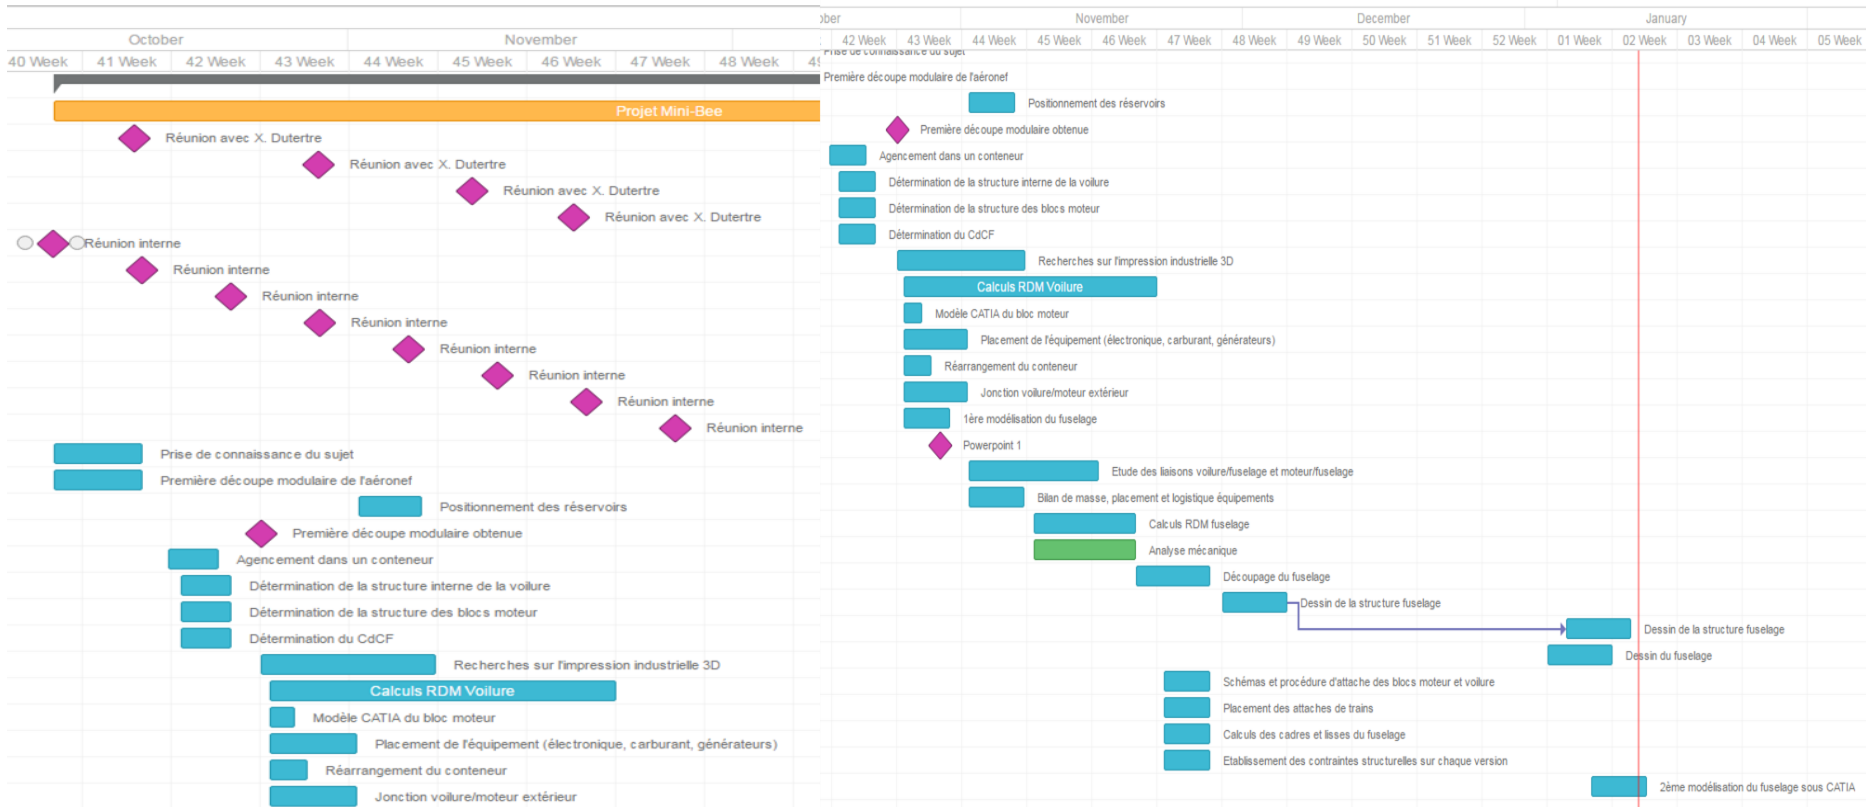 October November
40 Week 41 Week 42 Week 43 Week 44 Week 45 Week 46 Week 47 Week 48 Week
Projet Mini-Bee
Réunion avec X. Dutertre
Réunion avec X. Dutertre
Réunion avec X. Dutertre
Réunion avec X. Dutertre
Réunion interne
Réunion interne
Réunion interne
Réunion interne
Réunion interne
Réunion interne
Réunion interne
Réunion interne
Prise de connaissance du sujet
Première découpe modulaire de l'aéronef
Positionnement des réservoirs
Première découpe modulaire obtenue
Agencement dans un conteneur
Détermination de la structure interne de la voilure
Détermination de la structure des blocs moteur
Détermination du CdCF
Recherches sur l'impression industrielle 3D
Calculs RDM Voilure
Modèle CATIA du bloc moteur
Placement de l'équipement (électronique, carburant, générateurs)
Réarrangement du conteneur
Jonction voilure/moteur extérieur
ober November December January
42 Week 43 Week 44 Week 45 Week 46 Week 47 Week 48 Week 49 Week 50 Week 51 Week 52 Week 01 Week 02 Week 03 Week 04 Week 05 Week
Prise de connaissance du sujet
Première découpe modulaire de l'aéronef
Positionnement des réservoirs
Première découpe modulaire obtenue
Agencement dans un conteneur
Détermination de la structure interne de la voilure
Détermination de la structure des blocs moteur
Détermination du CdCF
Recherches sur l'impression industrielle 3D
Calculs RDM Voilure
Modèle CATIA du bloc moteur
Placement de l'équipement (électronique, carburant, générateurs)
Réarrangement du conteneur
Jonction voilure/moteur extérieur
1ère modélisation du fuselage
Powerpoint 1
Etude des liaisons voilure/fuselage et moteur/fuselage
Bilan de masse, placement et logistique équipements
Calculs RDM fuselage
Analyse mécanique
Découpage du fuselage
Dessin de la structure fuselage
Dessin de la structure fuselage
Dessin du fuselage
Schémas et procédure d'attache des blocs moteur et voilure
Placement des attaches de trains
Calculs des cadres et lisses du fuselage
Etablissement des contraintes structurelles sur chaque version
2ème modélisation du fuselage sous CATIA